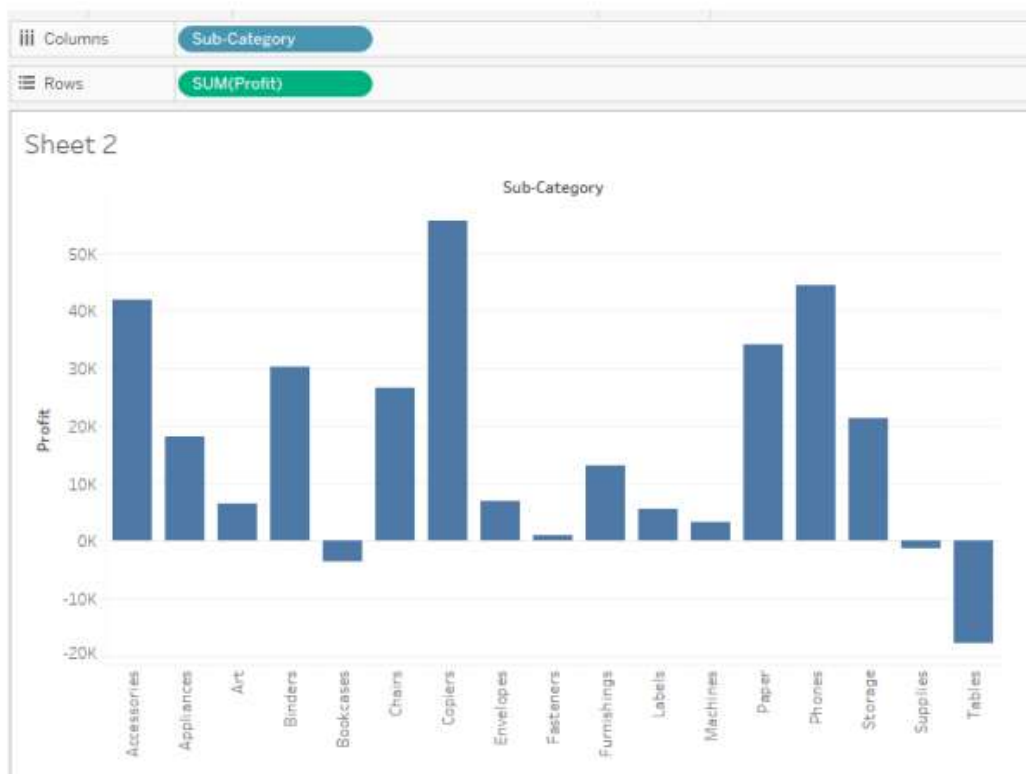 Columns Sub-Category
Rows SUM(Profit)
Sheet 2
Sub-Category
Profit
50K
40K
30K
20K
10K
0K
-10K
-20K
Accessories
Appliances
Art
Binders
Bookcases
Chairs
Copiers
Envelopes
Fasteners
Furnishings
Labels
Machines
Paper
Phones
Storage
Supplies
Tables